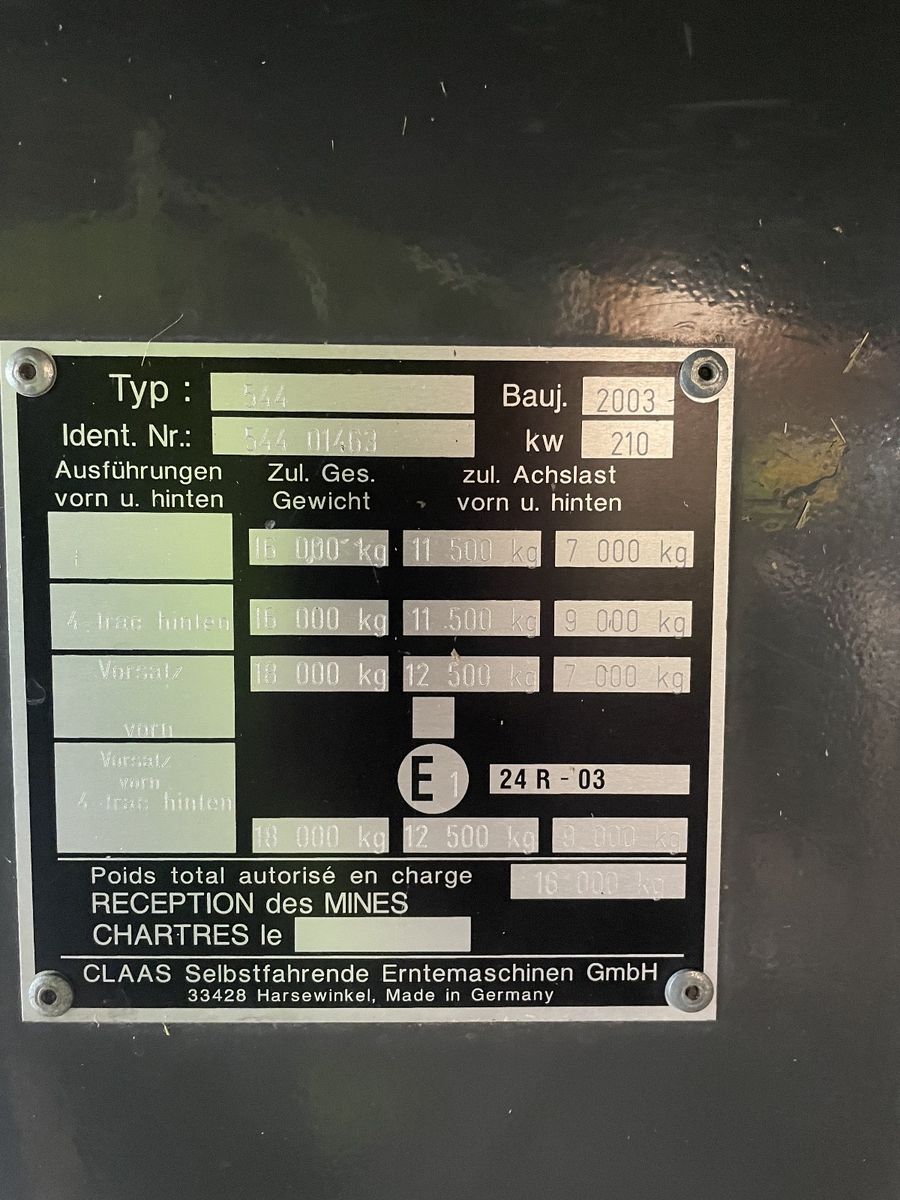 Typ : 544 Bauj. 2003
Ident. Nr.: 544 01463 kw 210
Ausführungen vorn u. hinten Zul. Ges. Gewicht zul. Achslast vorn u. hinten
16 000 kg 11 500 kg 7 000 kg
4-trac hinten 16 000 kg 11 500 kg 9 000 kg
Vorsatz 18 000 kg 12 500 kg 7 000 kg
vorn
Vorsatz
vorn
E 1 24 R - 03
4-trac hinten
18 000 kg 12 500 kg 9 000 kg
Poids total autorisé en charge 16 000 kg
RECEPTION des MINES
CHARTRES le
CLAAS Selbstfahrende Erntemaschinen GmbH
33428 Harsewinkel, Made in Germany